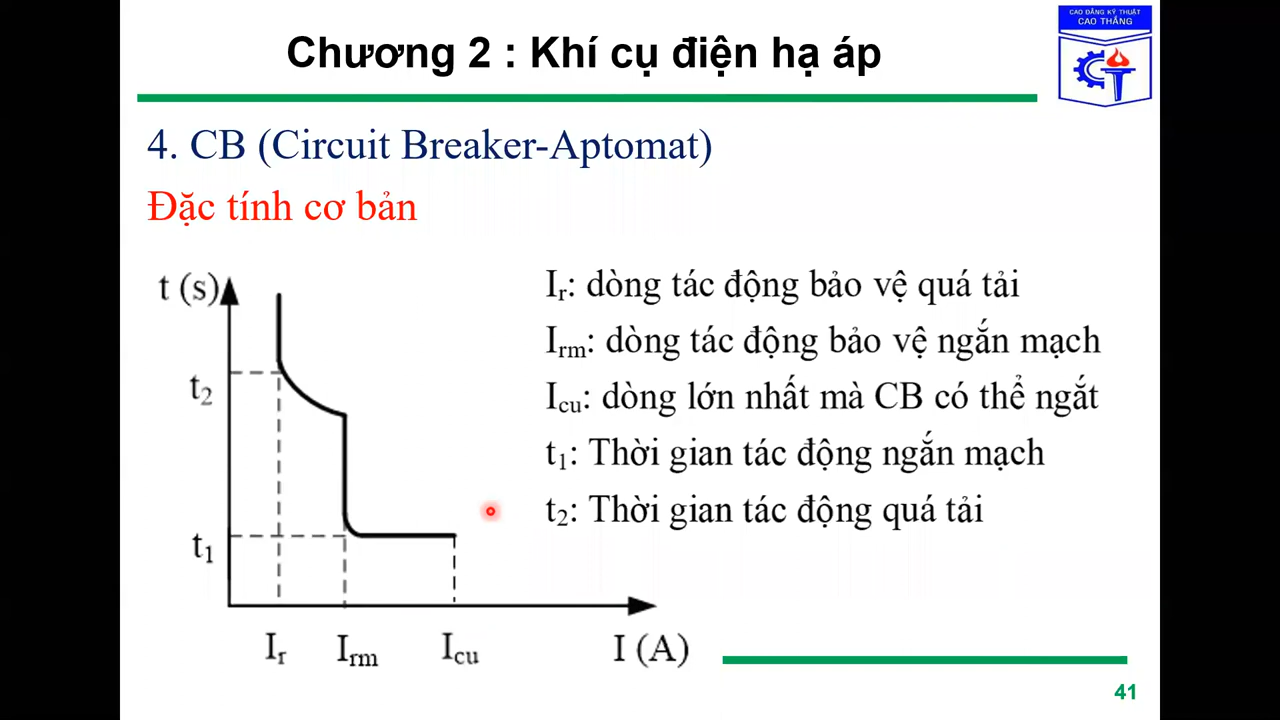 CAO ĐẲNG KỸ THUẬT
CAO THẮNG
Chương 2 : Khí cụ điện hạ áp
4. CB (Circuit Breaker-Aptomat)
Đặc tính cơ bản
t (s)
t2
t1
Ir
Irm
Icu
I (A)
Ir: dòng tác động bảo vệ quá tải
Irm: dòng tác động bảo vệ ngắn mạch
Icu: dòng lớn nhất mà CB có thể ngắt
t1: Thời gian tác động ngắn mạch
t2: Thời gian tác động quá tải
41